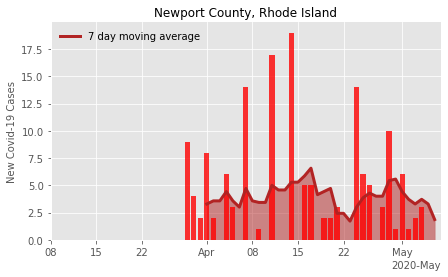 Newport County, Rhode Island
7 day moving average
New Covid-19 Cases
17.5
15.0
12.5
10.0
7.5
5.0
2.5
0.0
08 15 22 Apr 08 15 22 May
2020-May